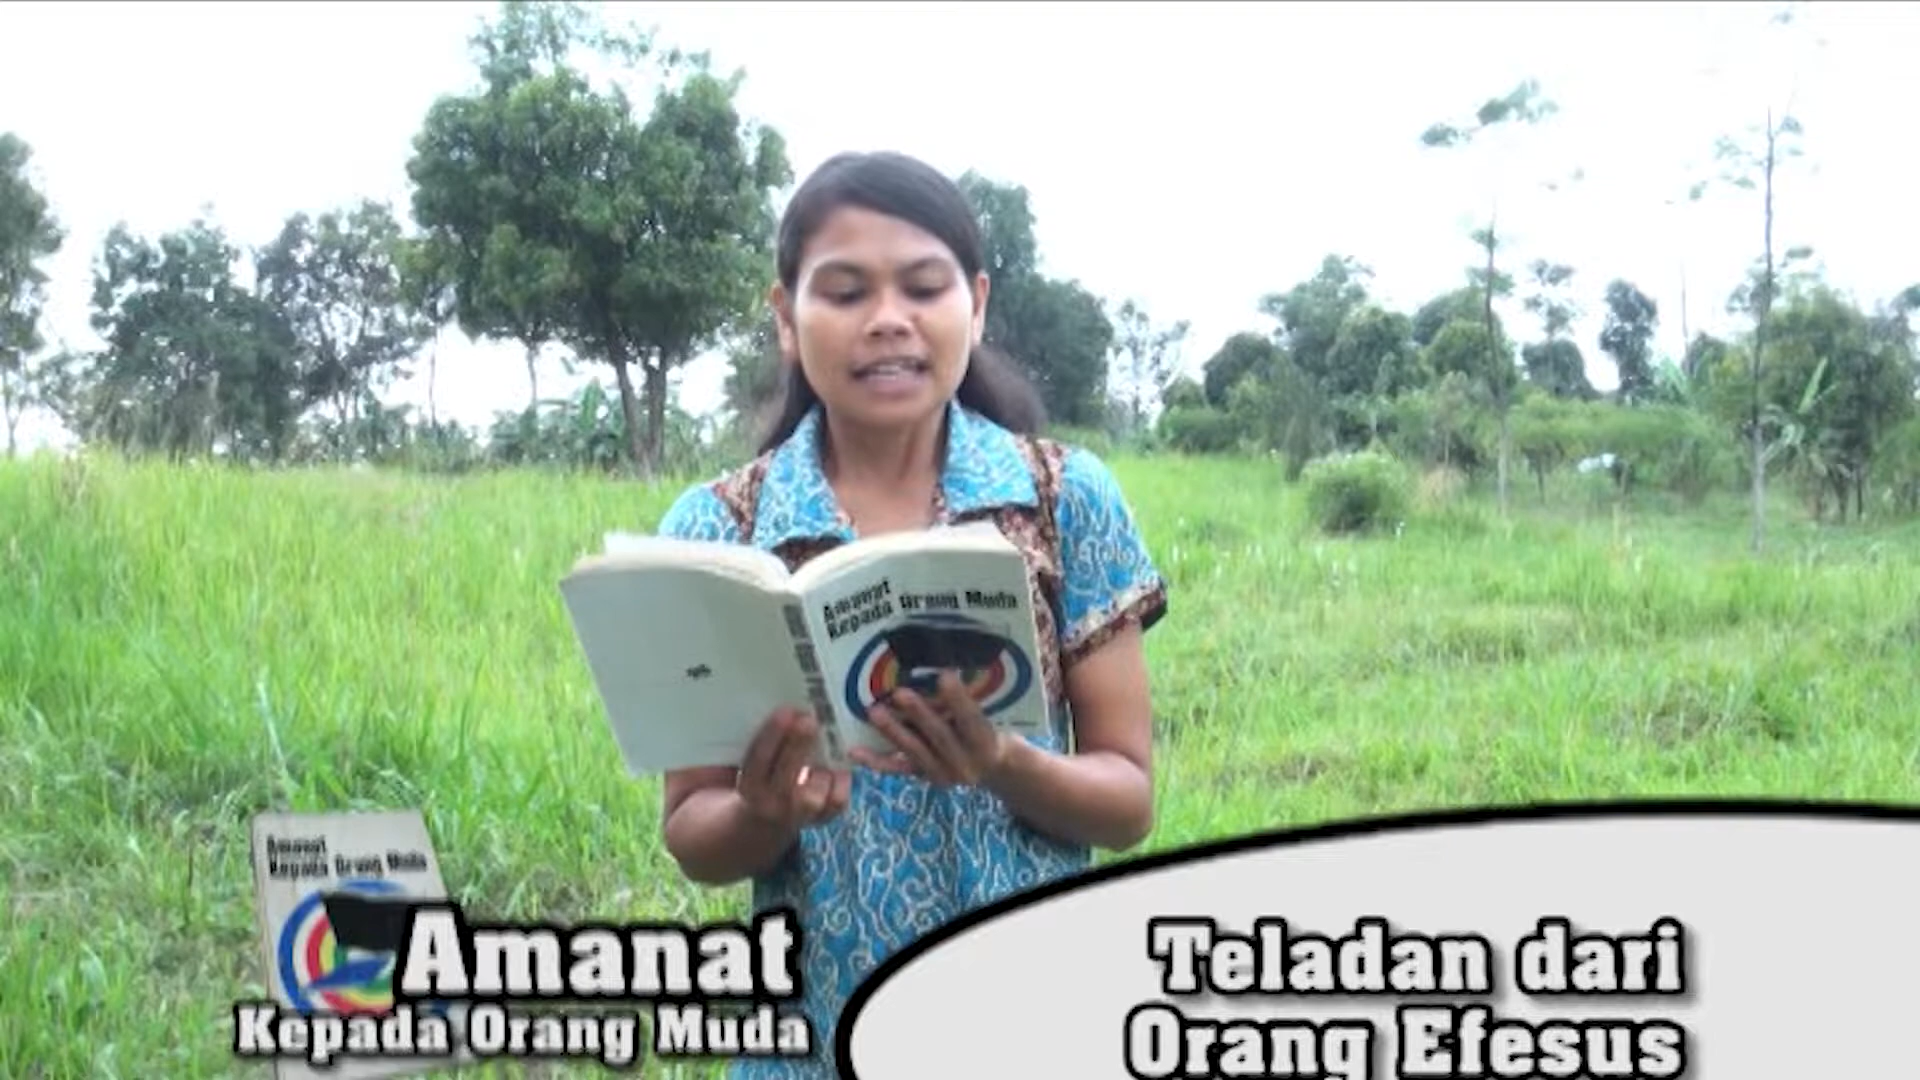 Amanat
Kepada Orang Muda
Amanat
Kepada Orang Muda
Amanat
Kepada Orang Muda
Teladan dari
Orang Efesus